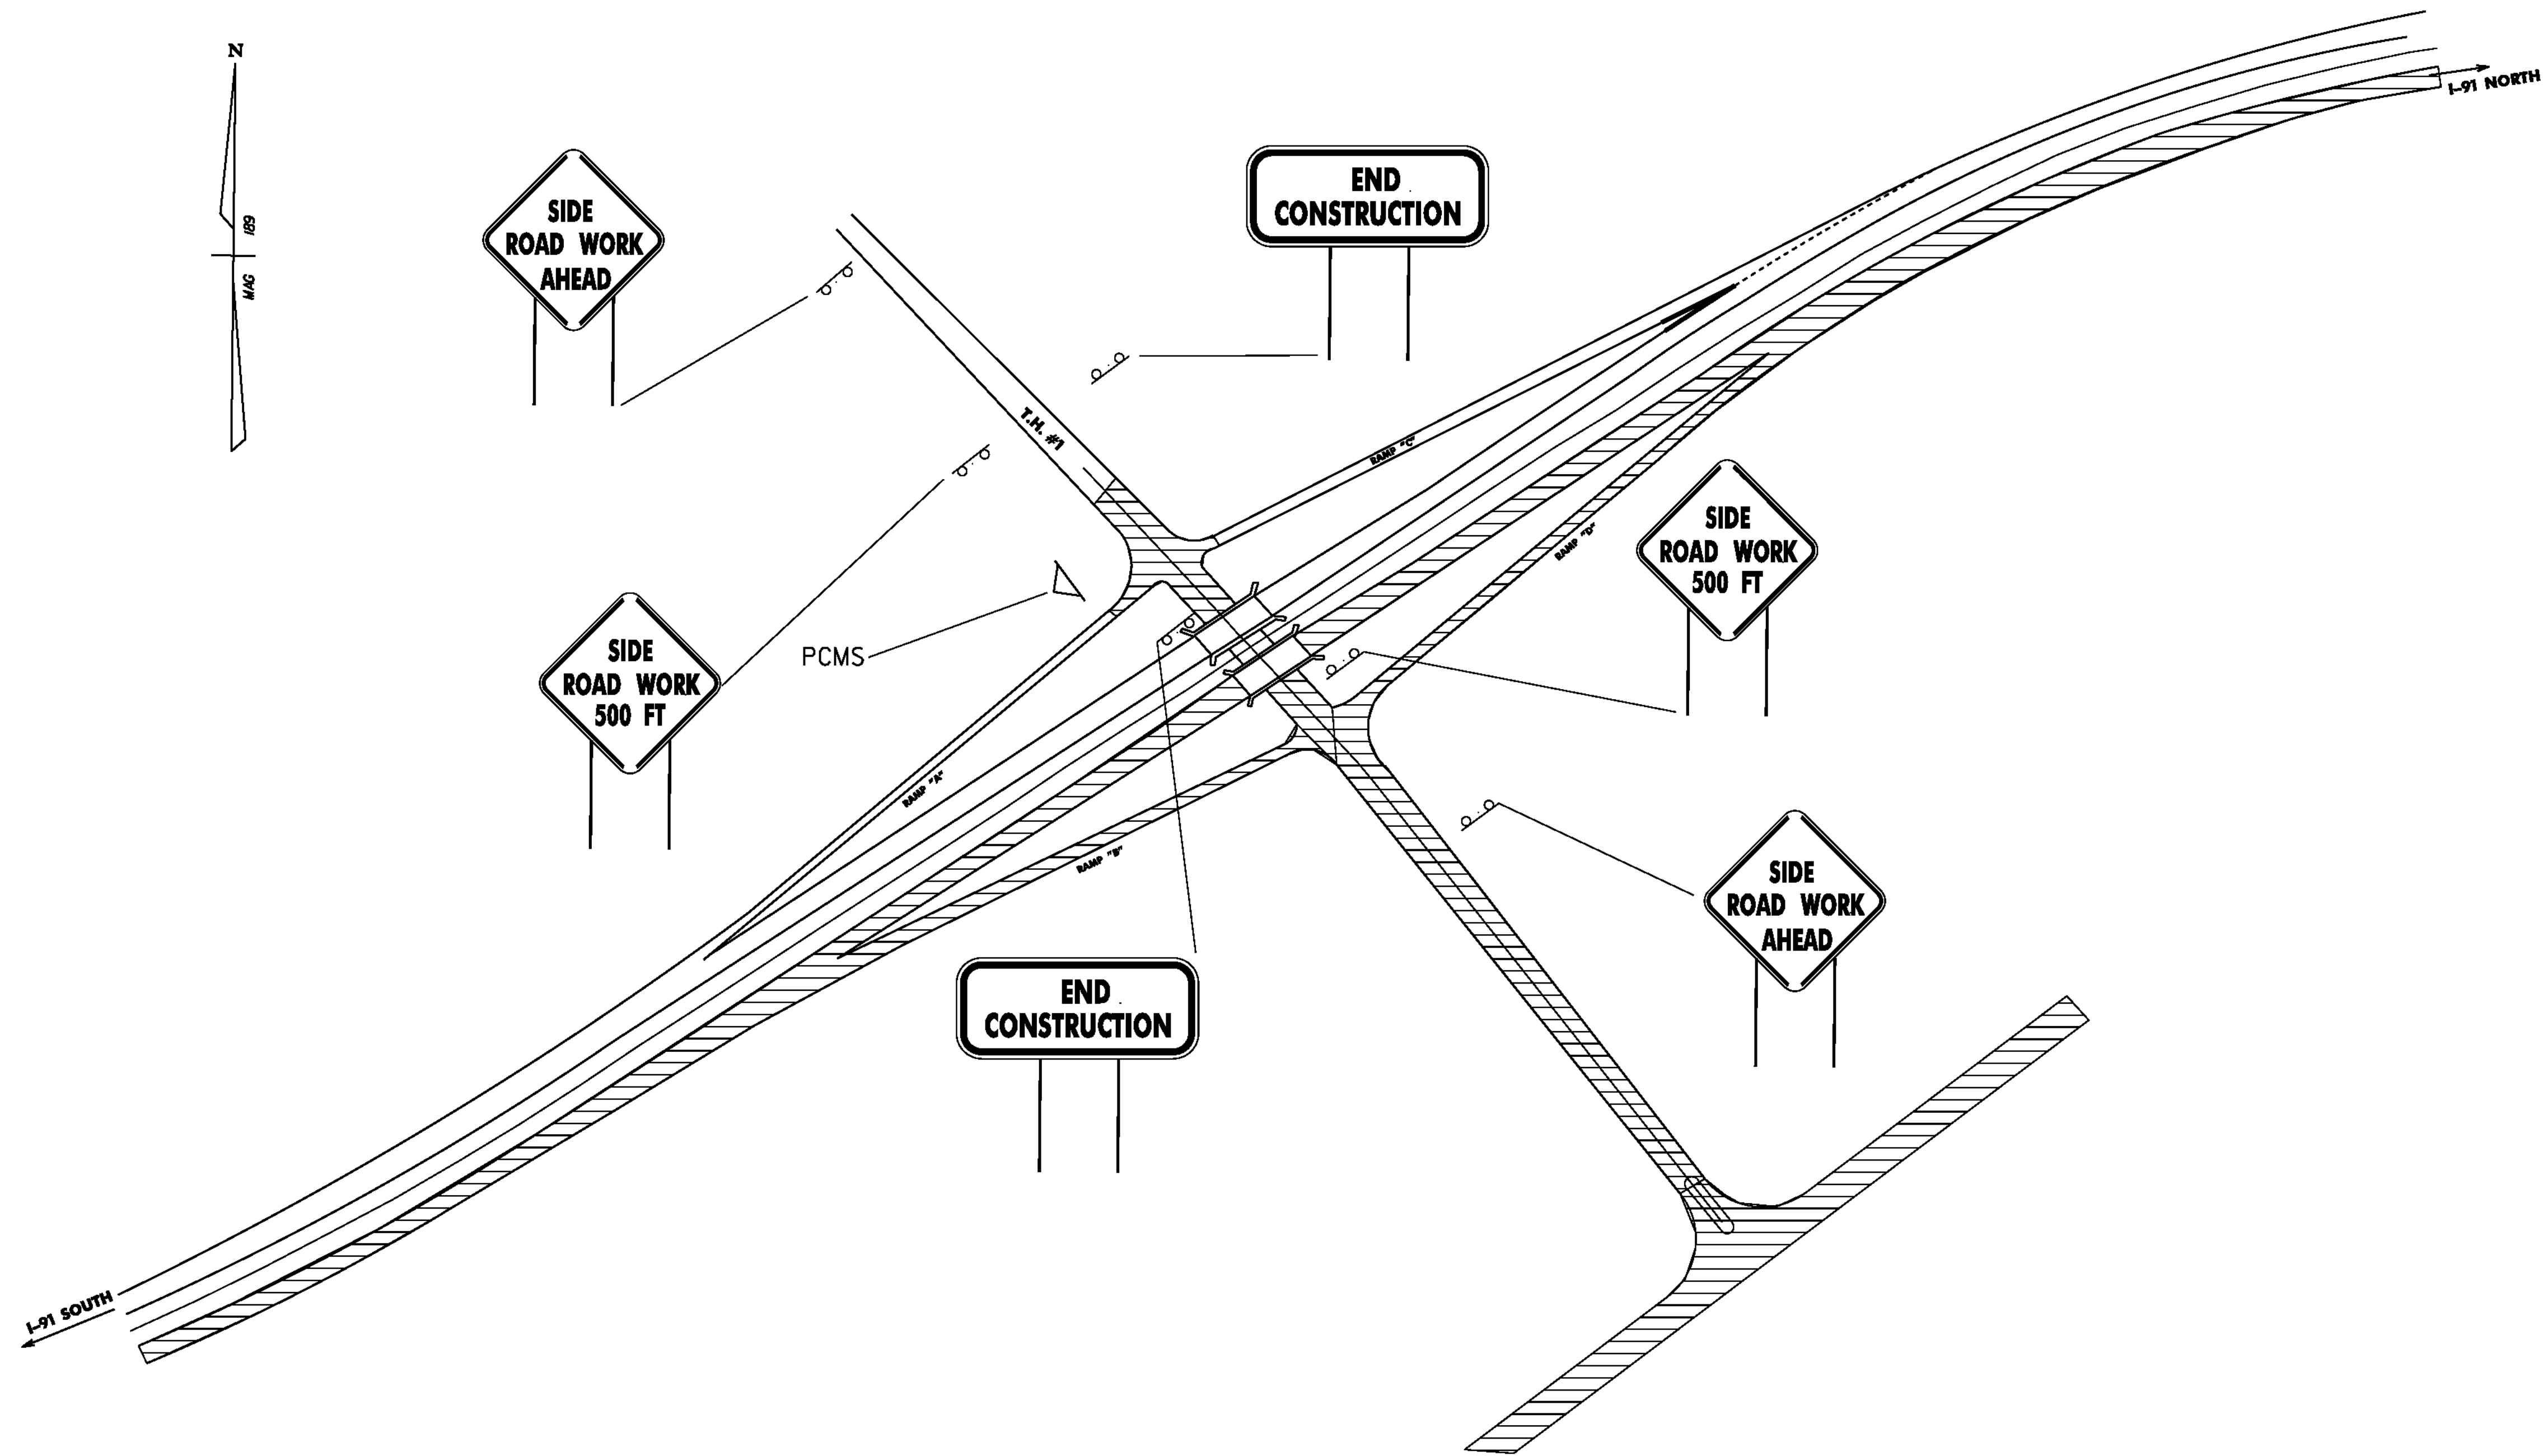 N
I-91 NORTH
END
CONSTRUCTION
SIDE
ROAD WORK
AHEAD
189
MAG
T.H. #1
RAMP "C"
SIDE
ROAD WORK
500 FT
RAMP "D"
SIDE
ROAD WORK
500 FT
PCMS
RAMP "A"
RAMP "B"
SIDE
ROAD WORK
AHEAD
END
CONSTRUCTION
I-91 SOUTH